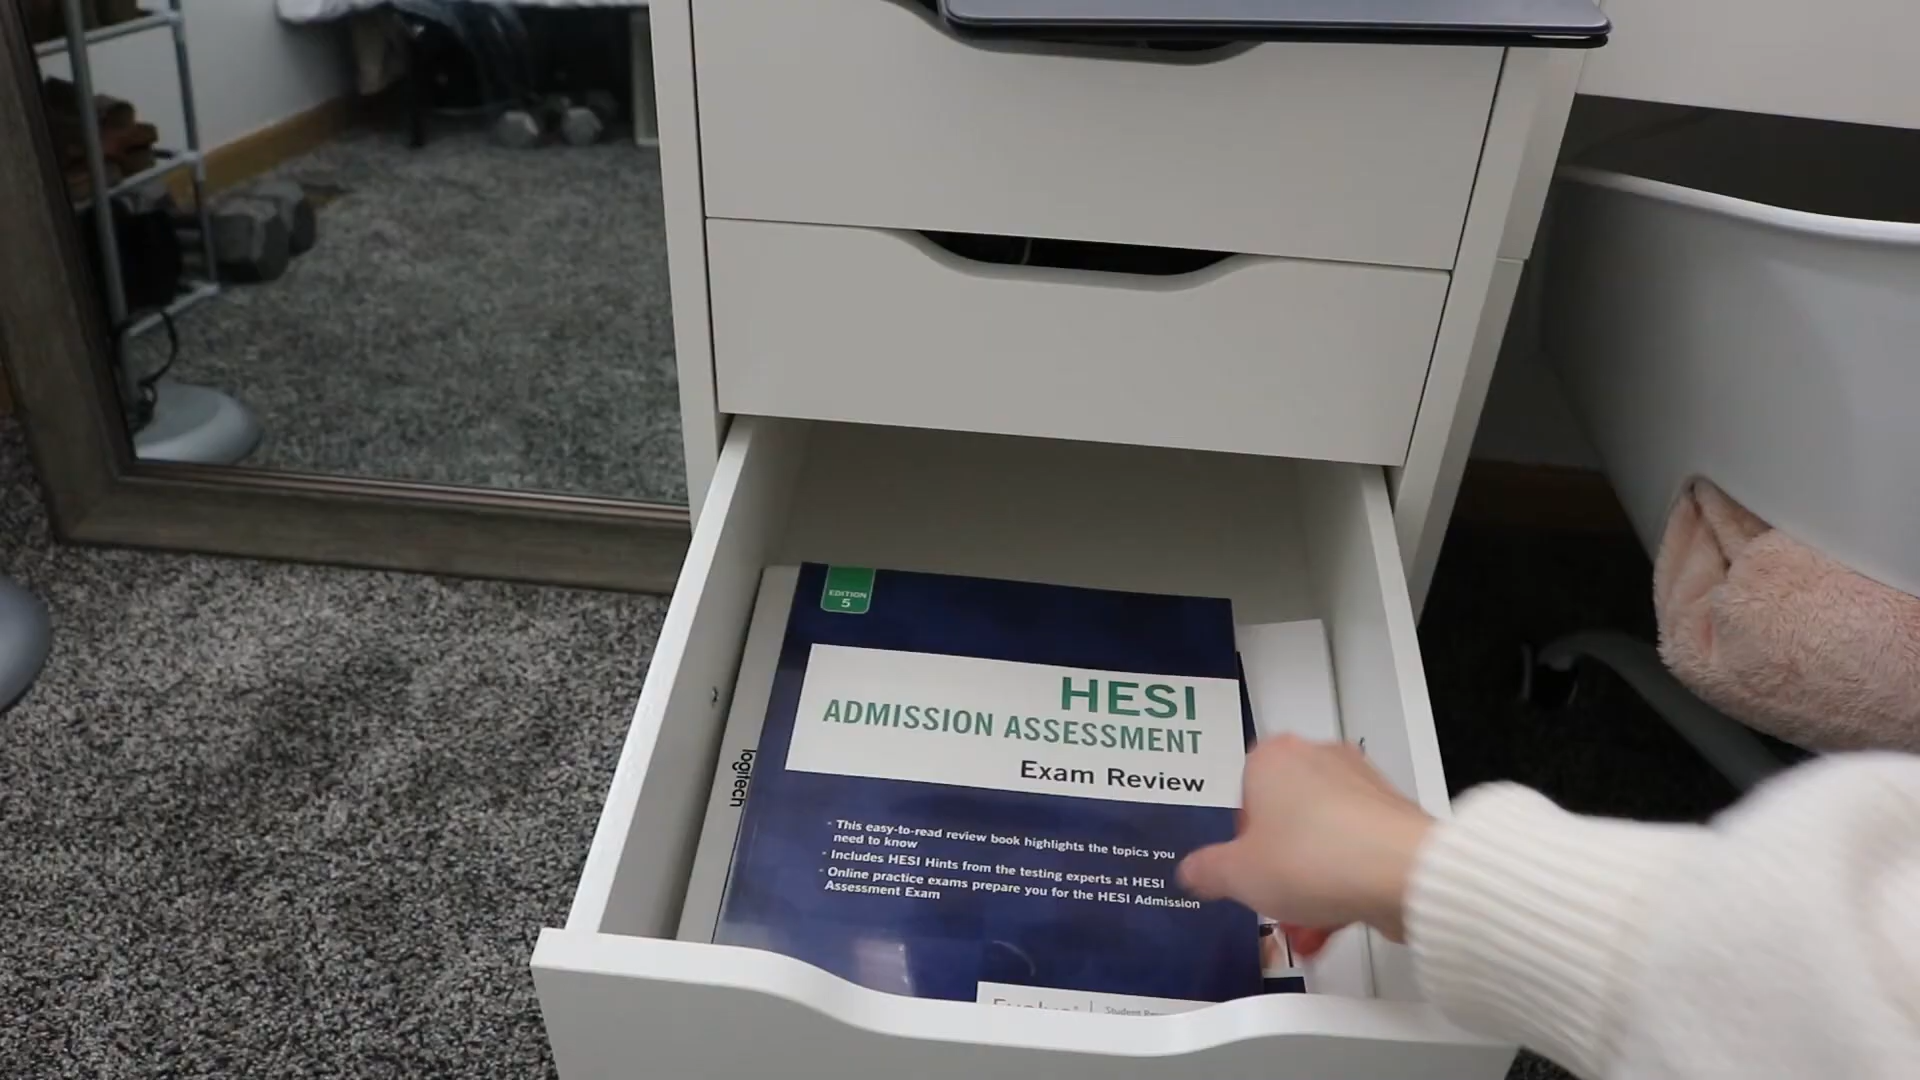 EDITION
5
HESI
ADMISSION ASSESSMENT
Exam Review
logitech
• This easy-to-read review book highlights the topics you
need to know
• Includes HESI Hints from the testing experts at HESI
• Online practice exams prepare you for the HESI Admission
Assessment Exam
Student